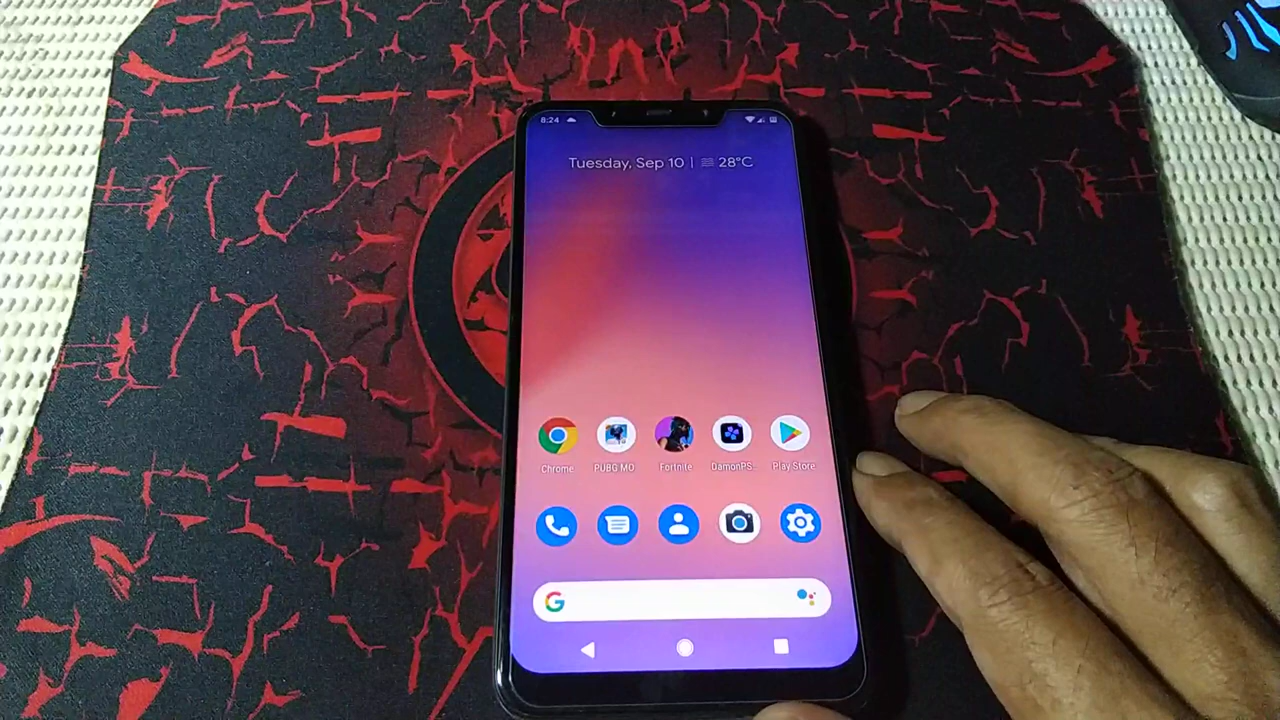 8:24
Tuesday, Sep 10 | 28°C
Chrome
PUBG MO
Fortnite
DamonPS..
Play Store
G